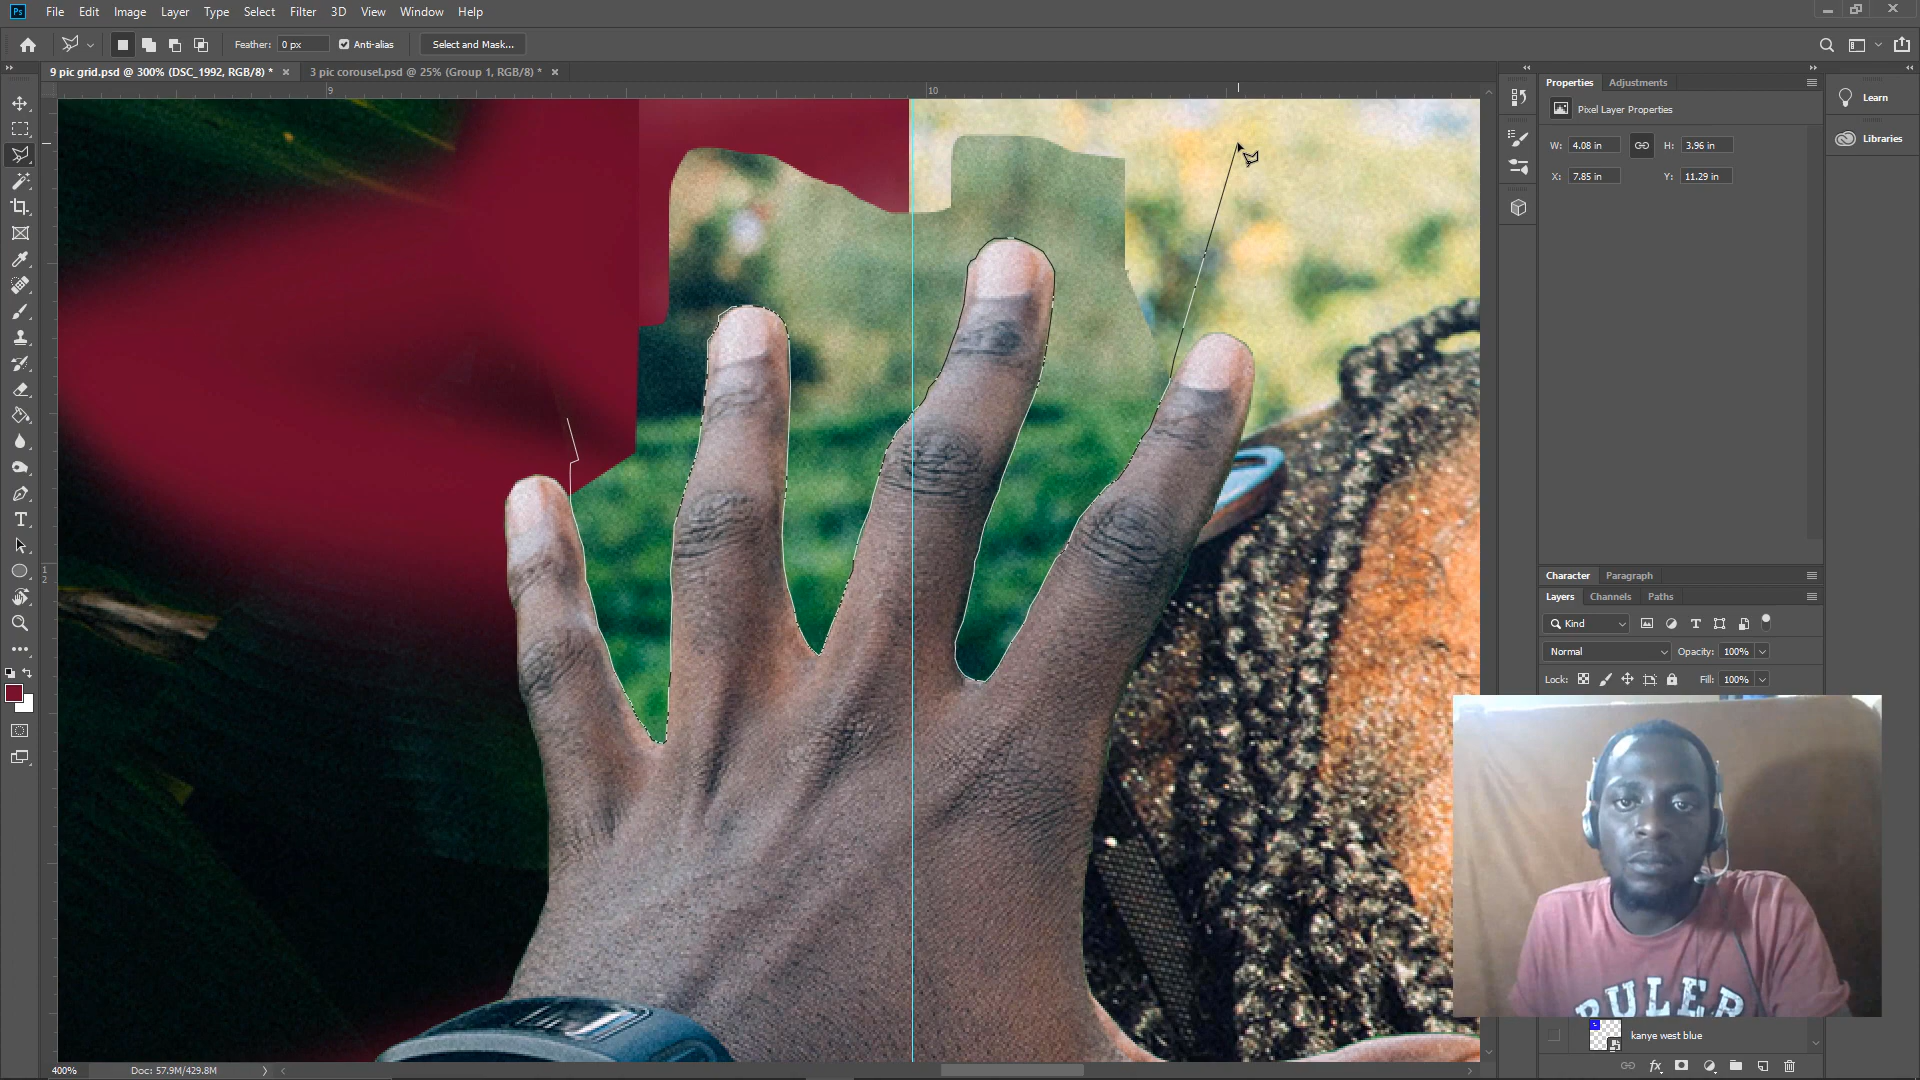 Ps File Edit Image Layer Type Select Filter 3D View Window Help
Feather: 0 px Anti-alias Select and Mask...
9 pic grid.psd @ 300% (DSC_1992, RGB/8) * × 3 pic corousel.psd @ 25% (Group 1, RGB/8) * ×
9 10
12
Properties Adjustments
Pixel Layer Properties
W: 4.08 in H: 3.96 in
X: 7.85 in Y: 11.29 in
Learn
Libraries
Character Paragraph
Layers Channels Paths
Kind
Normal Opacity: 100%
Lock: Fill: 100%
RULERS
kanye west blue
400% Doc: 57.9M/429.8M